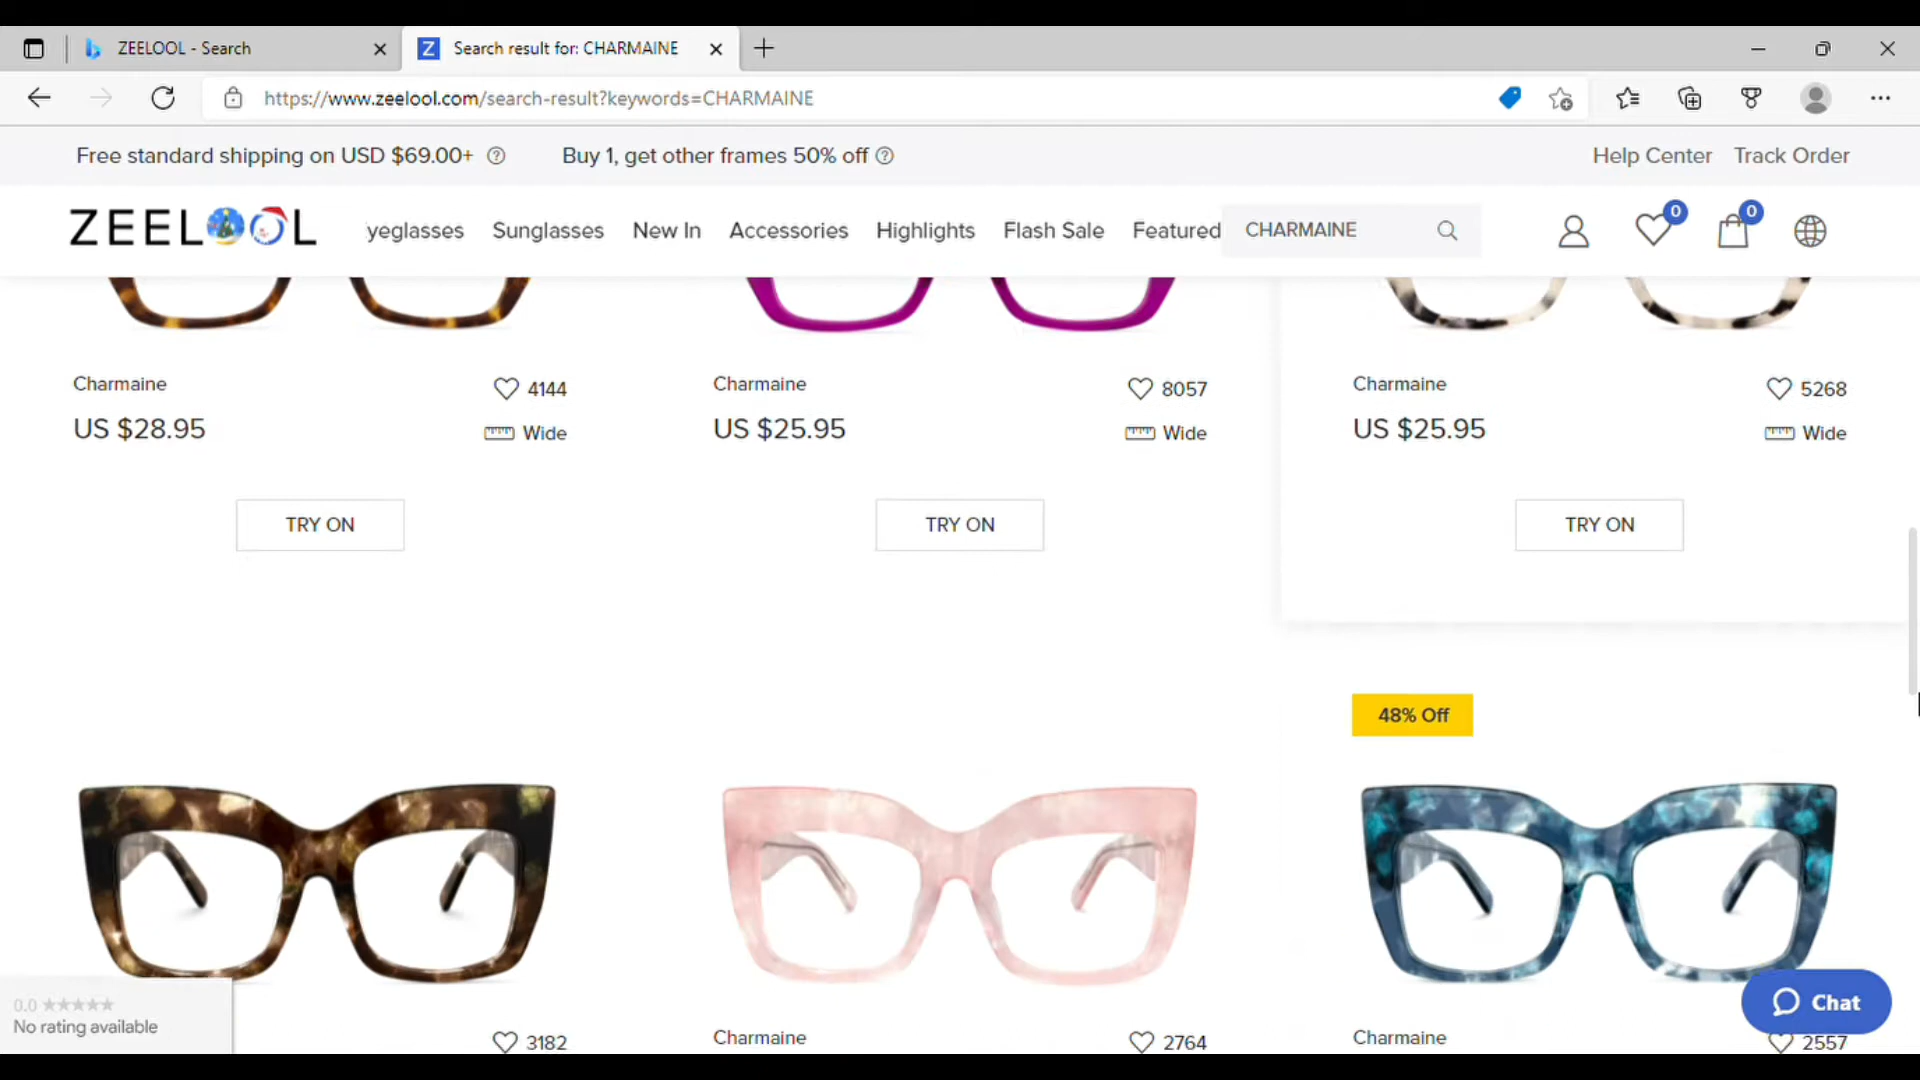 ZEELOOL - Search
Search result for: CHARMAINE
https://www.zeelool.com/search-result?keywords=CHARMAINE
Free standard shipping on USD $69.00+
Buy 1, get other frames 50% off
Help Center
Track Order
ZEELOOL
yeglasses
Sunglasses
New In
Accessories
Highlights
Flash Sale
Featured
CHARMAINE
0
0
Charmaine
4144
US $28.95
Wide
TRY ON
Charmaine
8057
US $25.95
Wide
TRY ON
Charmaine
5268
US $25.95
Wide
TRY ON
48% Off
0.0
No rating available
3182
Charmaine
2764
Charmaine
2557
Chat